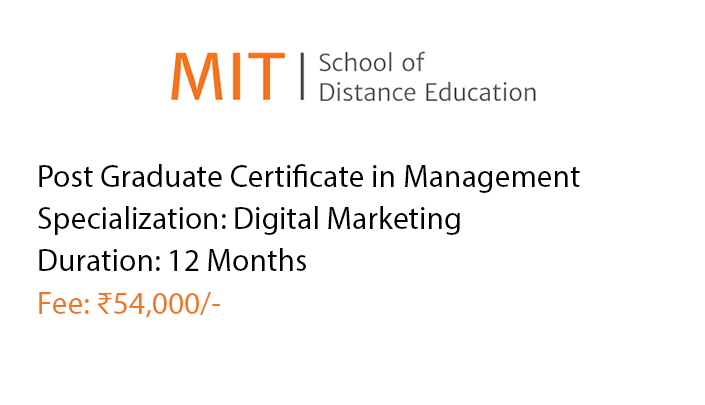 MIT
School of
Distance Education
Post Graduate Certificate in Management
Specialization: Digital Marketing
Duration: 12 Months
Fee: ₹54,000/-